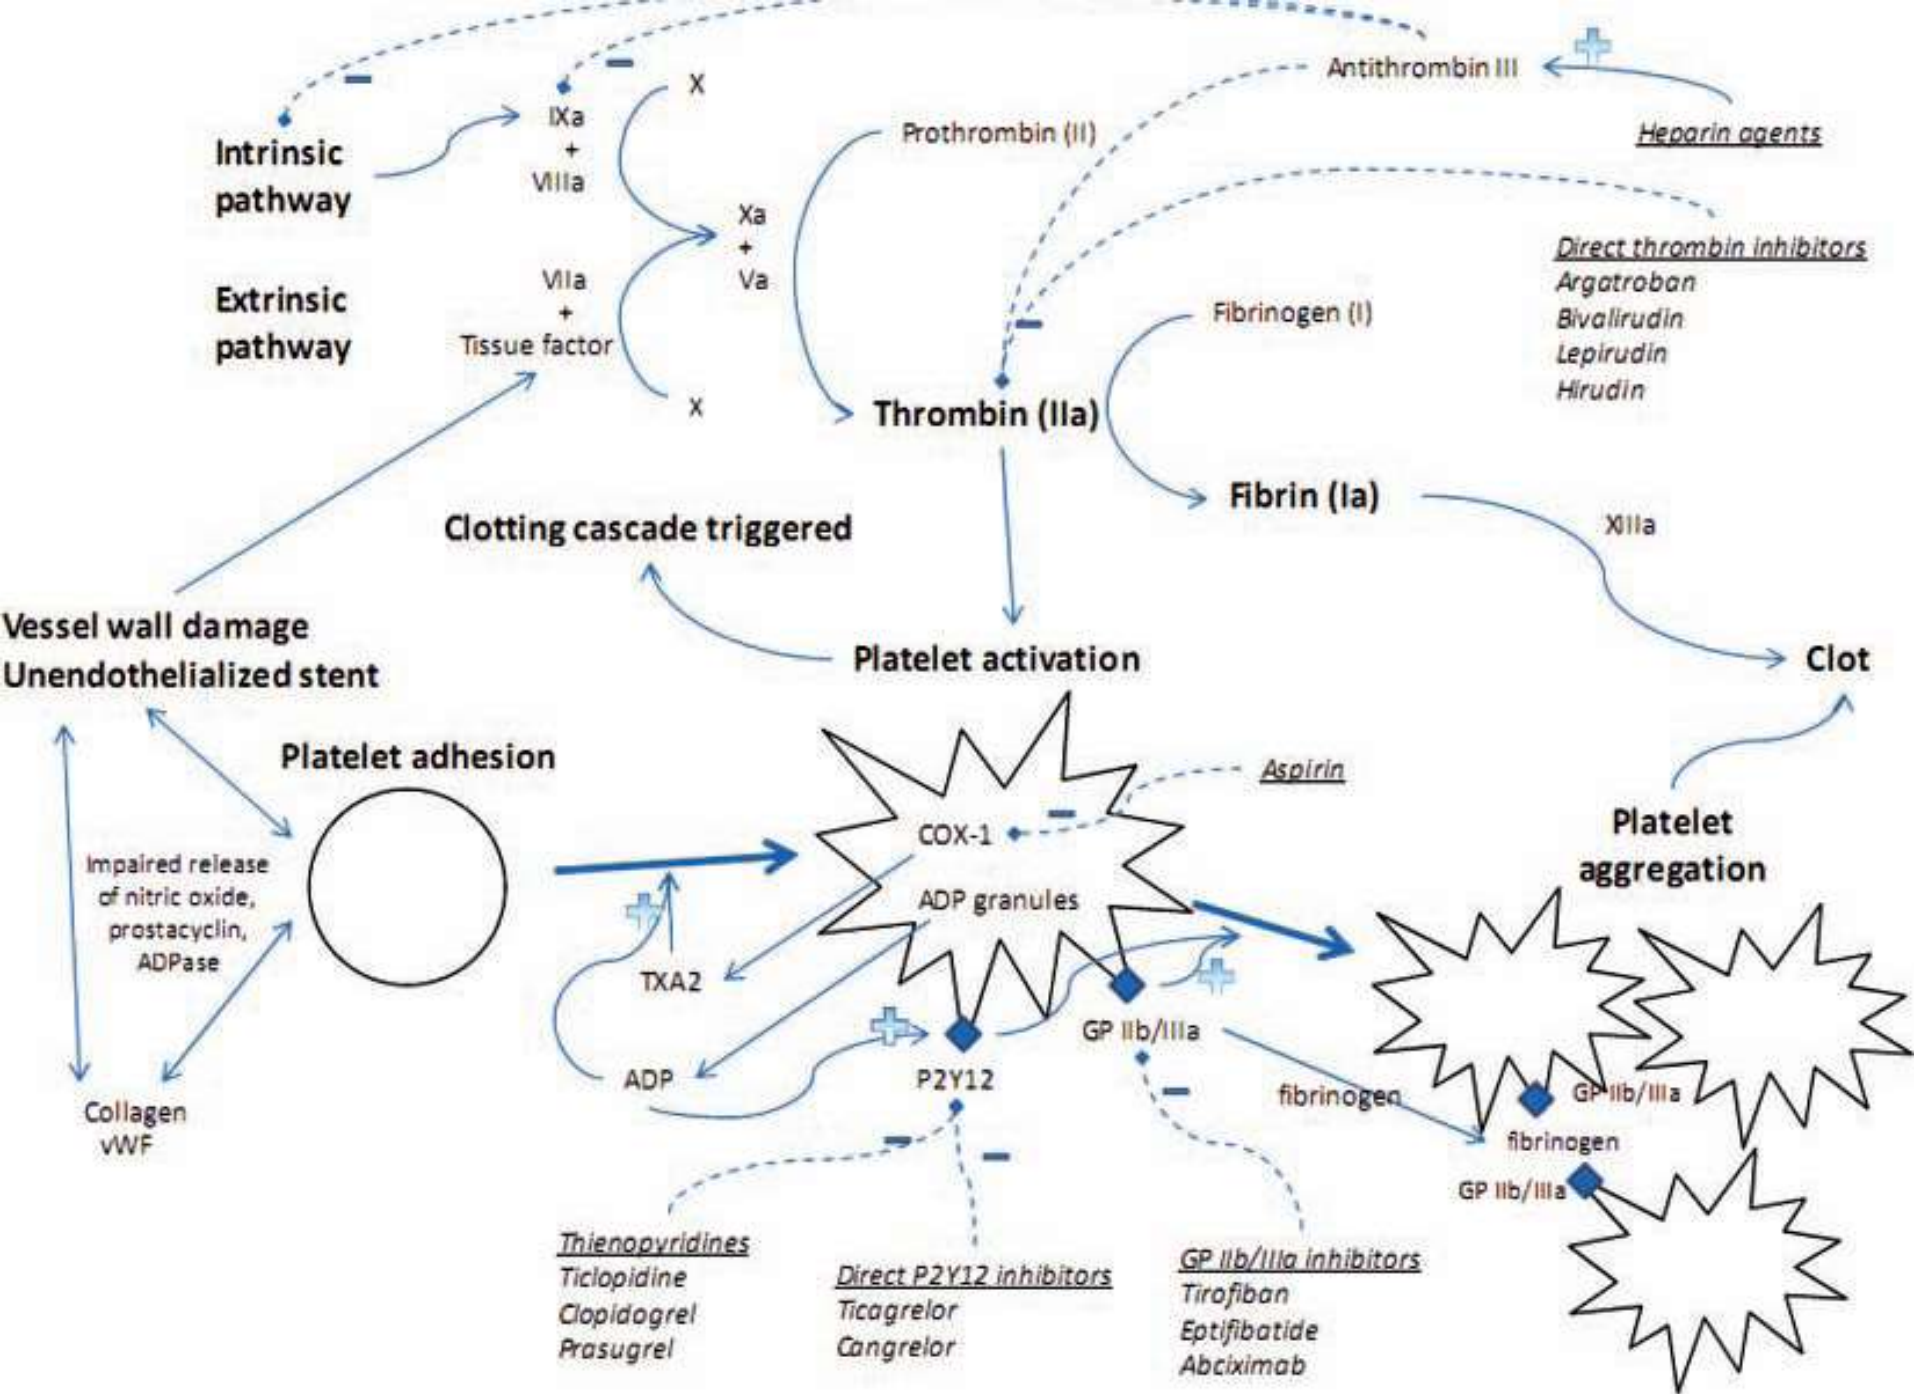 Antithrombin III
Heparin agents
X
IXa
+
VIIIa
Prothrombin (II)
Intrinsic
pathway
Xa
+
Va
Direct thrombin inhibitors
Argatroban
Bivalirudin
Lepirudin
Hirudin
Extrinsic
pathway
VIIa
+
Tissue factor
X
Fibrinogen (I)
Thrombin (IIa)
Fibrin (Ia)
XIIIa
Clotting cascade triggered
Vessel wall damage
Unendothelialized stent
Platelet activation
Clot
Platelet adhesion
Aspirin
COX-1
ADP granules
Platelet
aggregation
Impaired release
of nitric oxide,
prostacyclin,
ADPase
TXA2
ADP
P2Y12
GP IIb/IIIa
fibrinogen
GP IIb/IIIa
fibrinogen
GP IIb/IIIa
Collagen
vWF
Thienopyridines
Ticlopidine
Clopidogrel
Prasugrel
Direct P2Y12 inhibitors
Ticagrelor
Cangrelor
GP IIb/IIIa inhibitors
Tirofiban
Eptifibatide
Abciximab